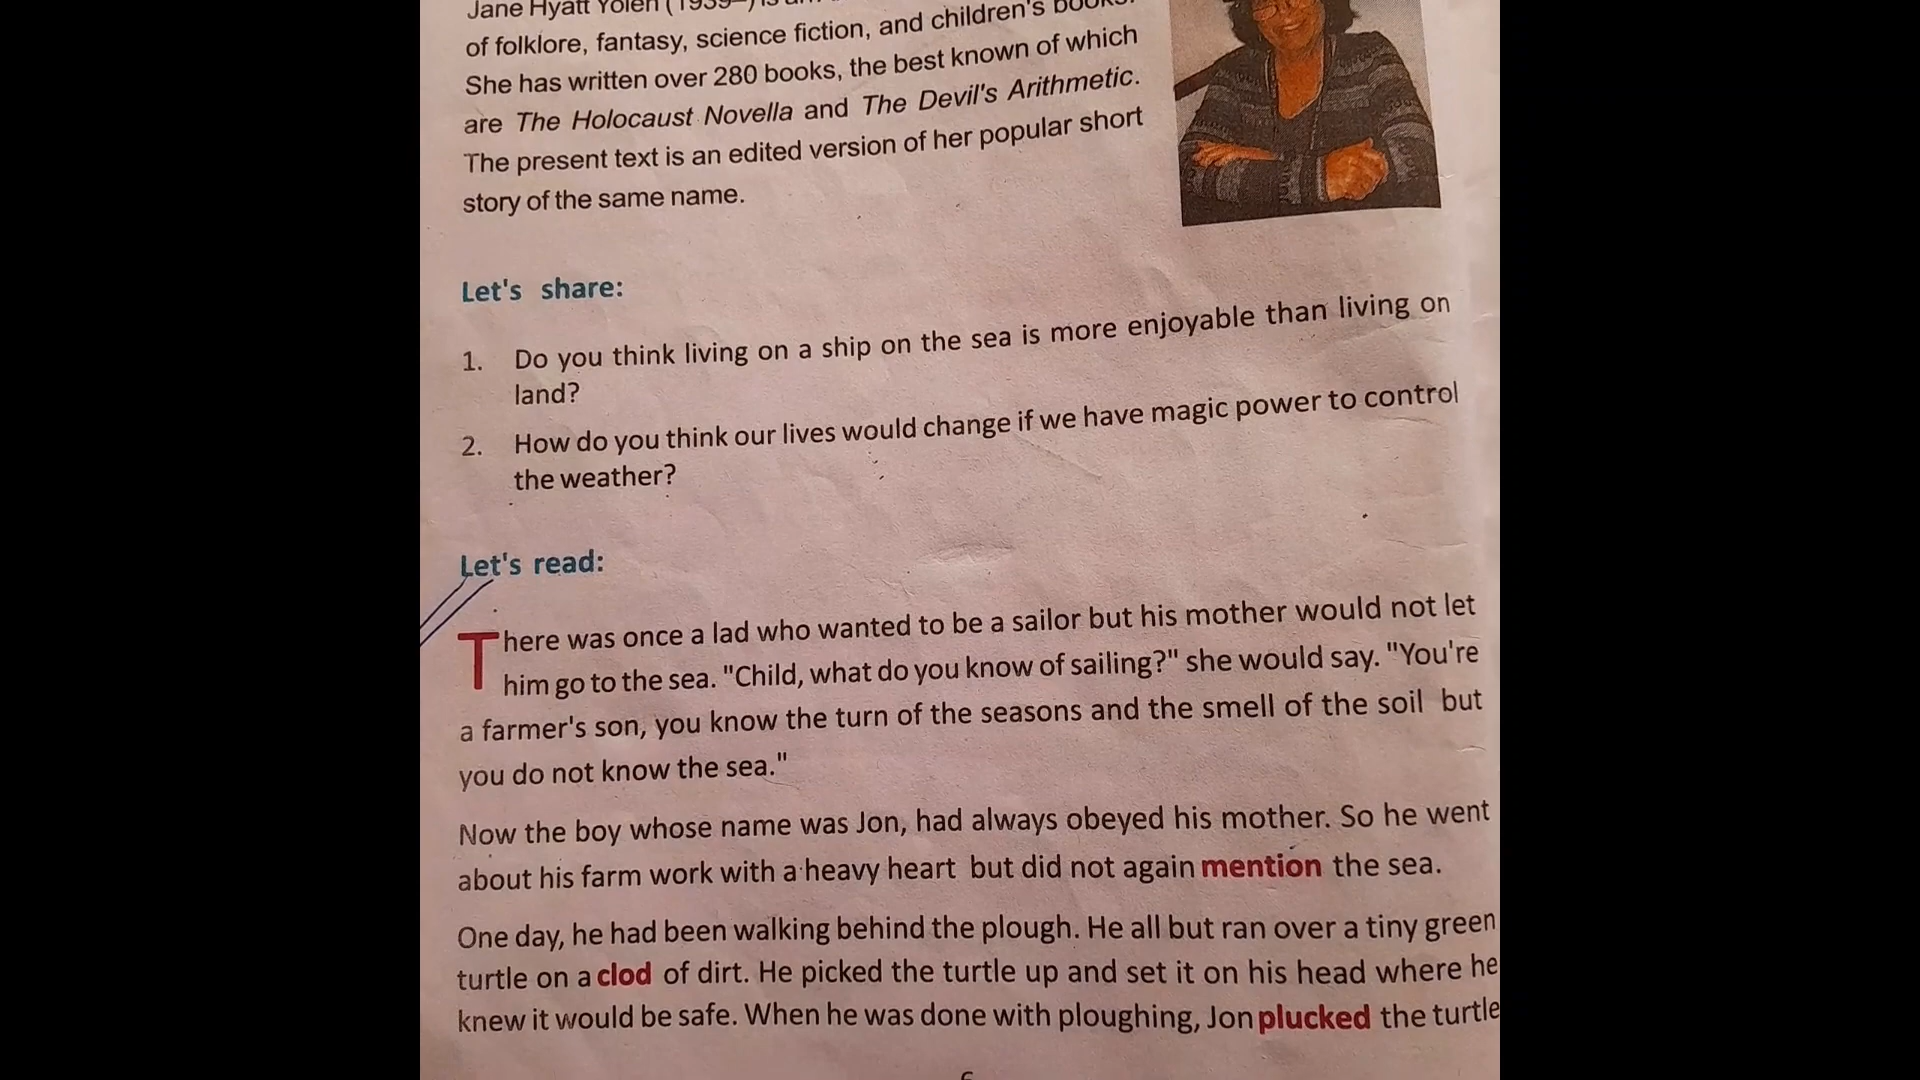 Jane Hyatt Yolen (1939–) is
of folklore, fantasy, science fiction, and children's books.
She has written over 280 books, the best known of which
are The Holocaust Novella and The Devil's Arithmetic.
The present text is an edited version of her popular short
story of the same name.
Let's share:
1. Do you think living on a ship on the sea is more enjoyable than living on
land?
2. How do you think our lives would change if we have magic power to control
the weather?
Let's read:
There was once a lad who wanted to be a sailor but his mother would not let
him go to the sea. "Child, what do you know of sailing?" she would say. "You're
a farmer's son, you know the turn of the seasons and the smell of the soil but
you do not know the sea."
Now the boy whose name was Jon, had always obeyed his mother. So he went
about his farm work with a heavy heart but did not again mention the sea.
One day, he had been walking behind the plough. He all but ran over a tiny green
turtle on a clod of dirt. He picked the turtle up and set it on his head where he
knew it would be safe. When he was done with ploughing, Jon plucked the turtle